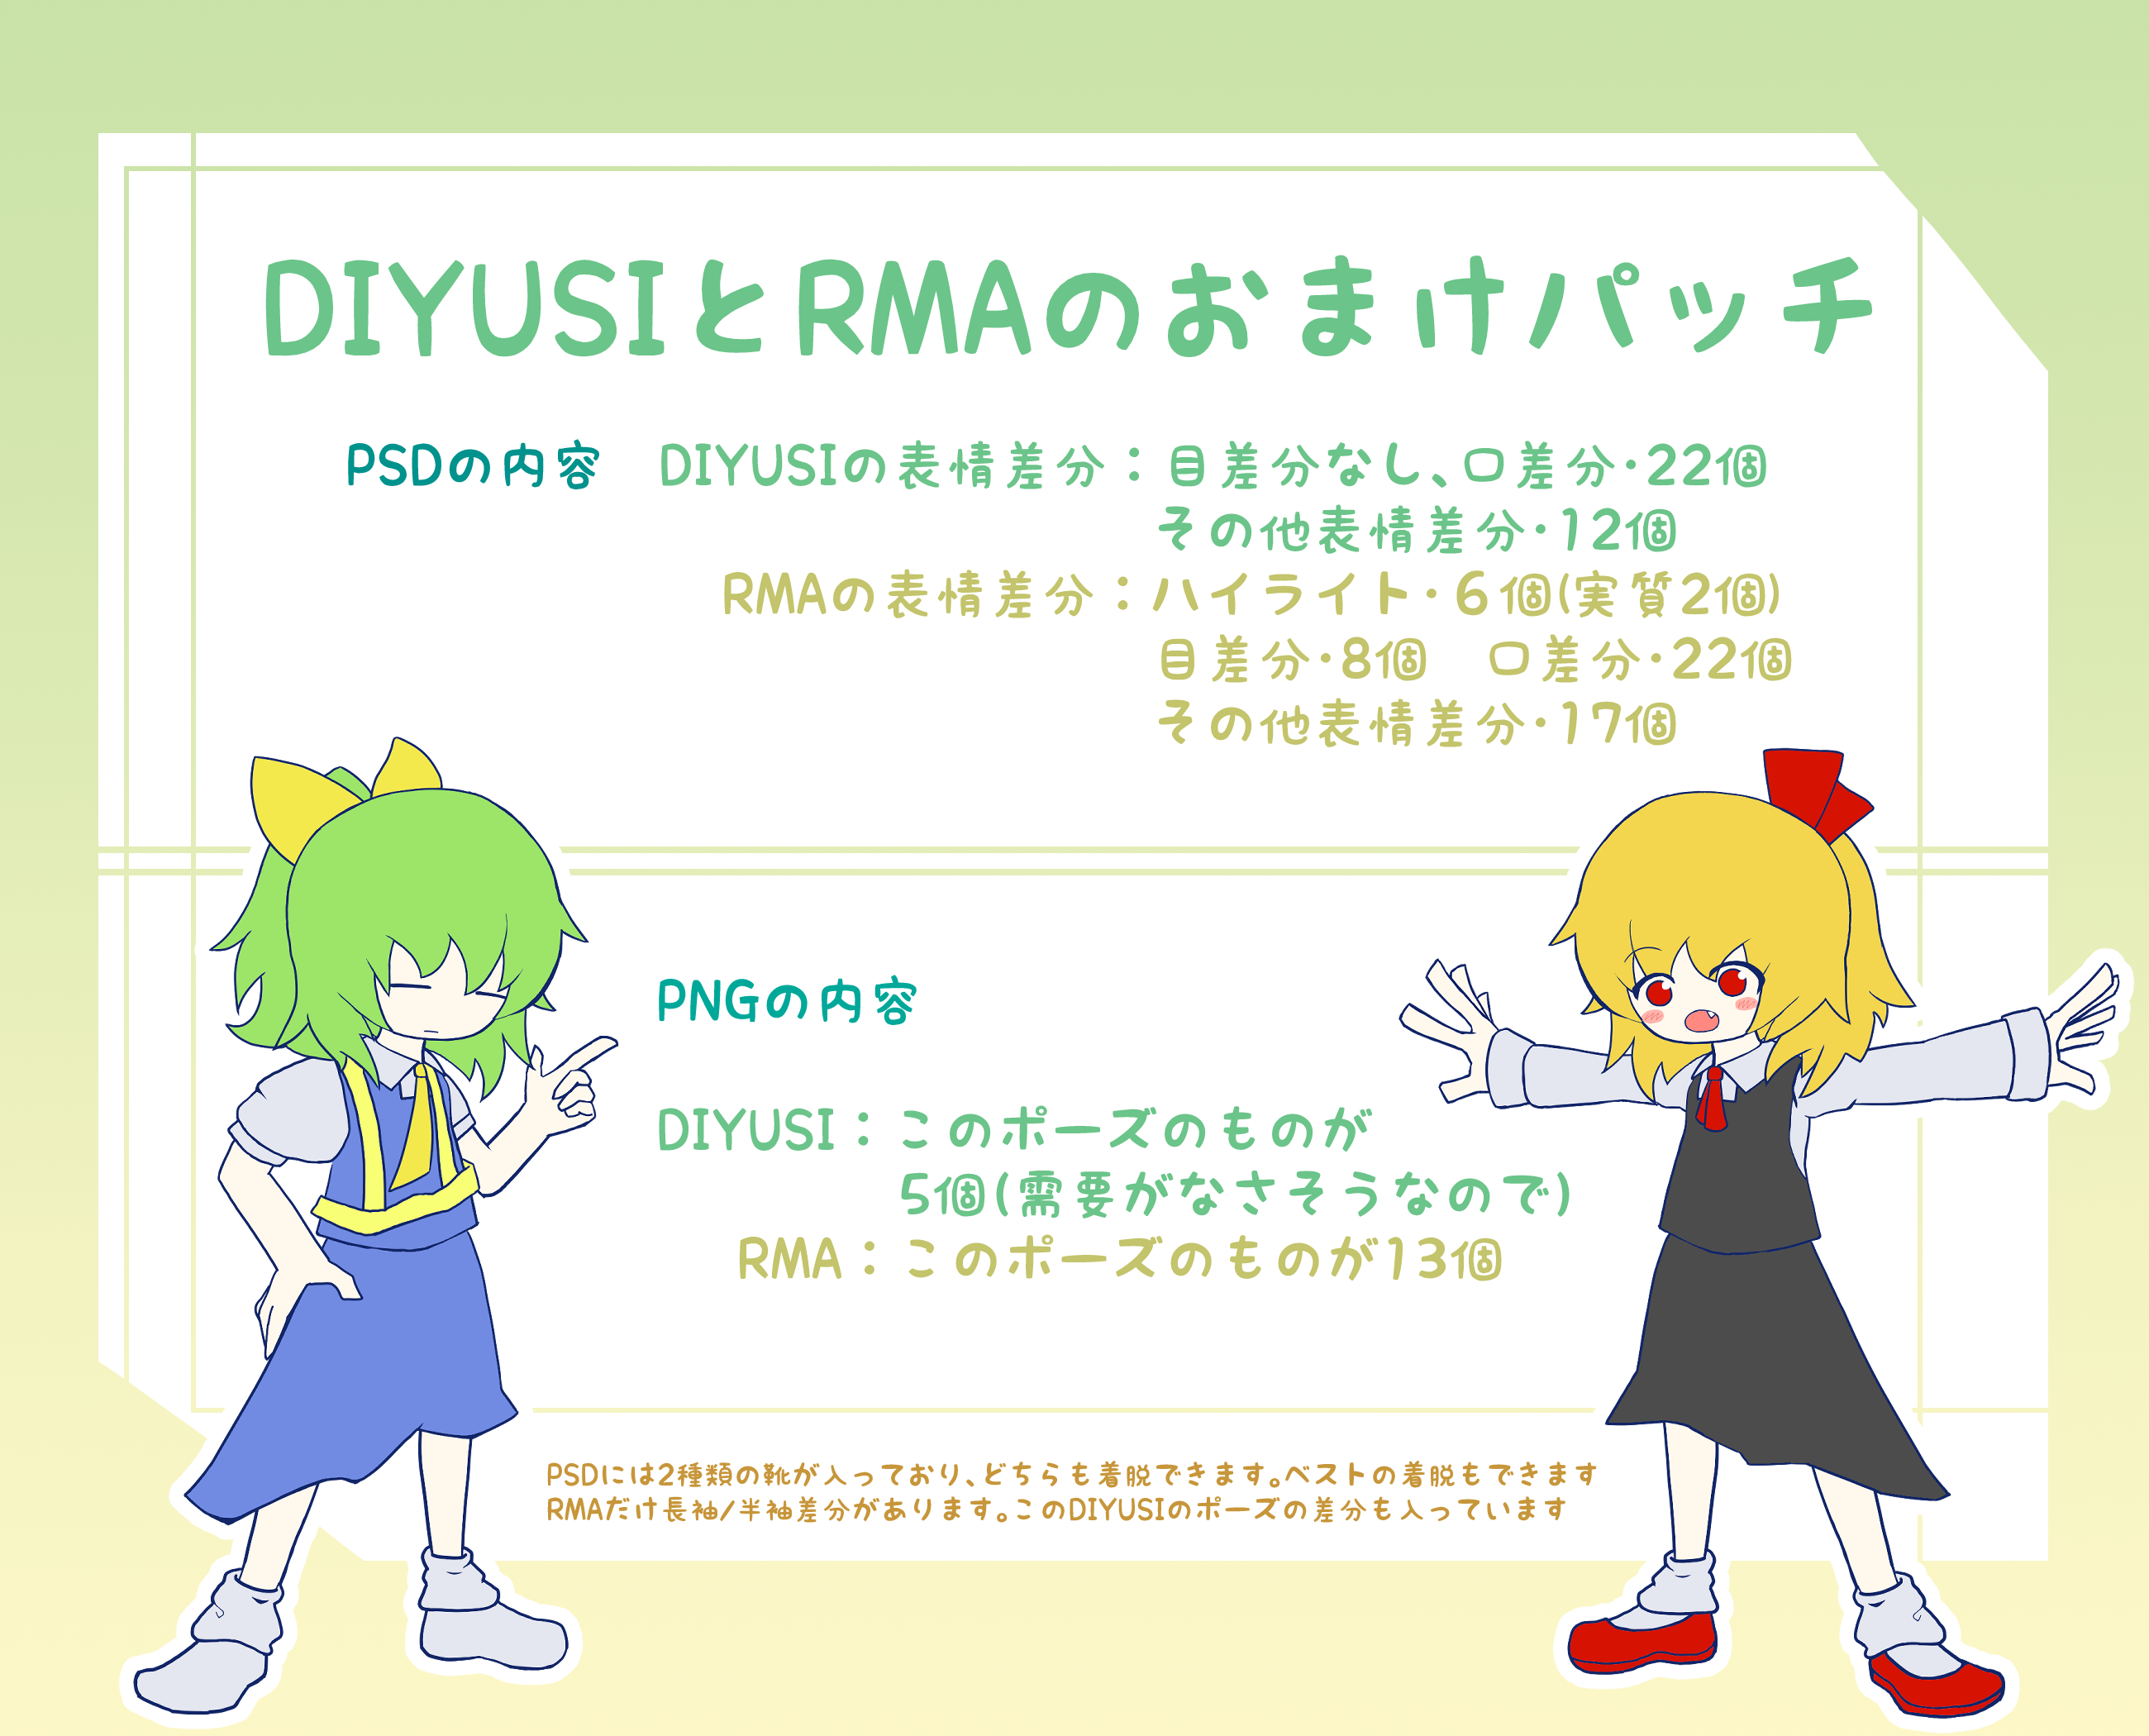 DIYUSIとRMAのおまけパッチ
PSDの内容 DIYUSIの表情差分：目差分なし、口差分・22個
その他表情差分・12個
RMAの表情差分：ハイライト・6個(実質2個)
目差分・8個 口差分・22個
その他表情差分・17個
PNGの内容
DIYUSI：このポーズのものが
5個(需要がなさそうなので)
RMA：このポーズのものが13個
PSDには2種類の靴が入っており、どちらも着脱できます。ベストの着脱もできます
RMAだけ長袖/半袖差分があります。このDIYUSIのポーズの差分も入っています